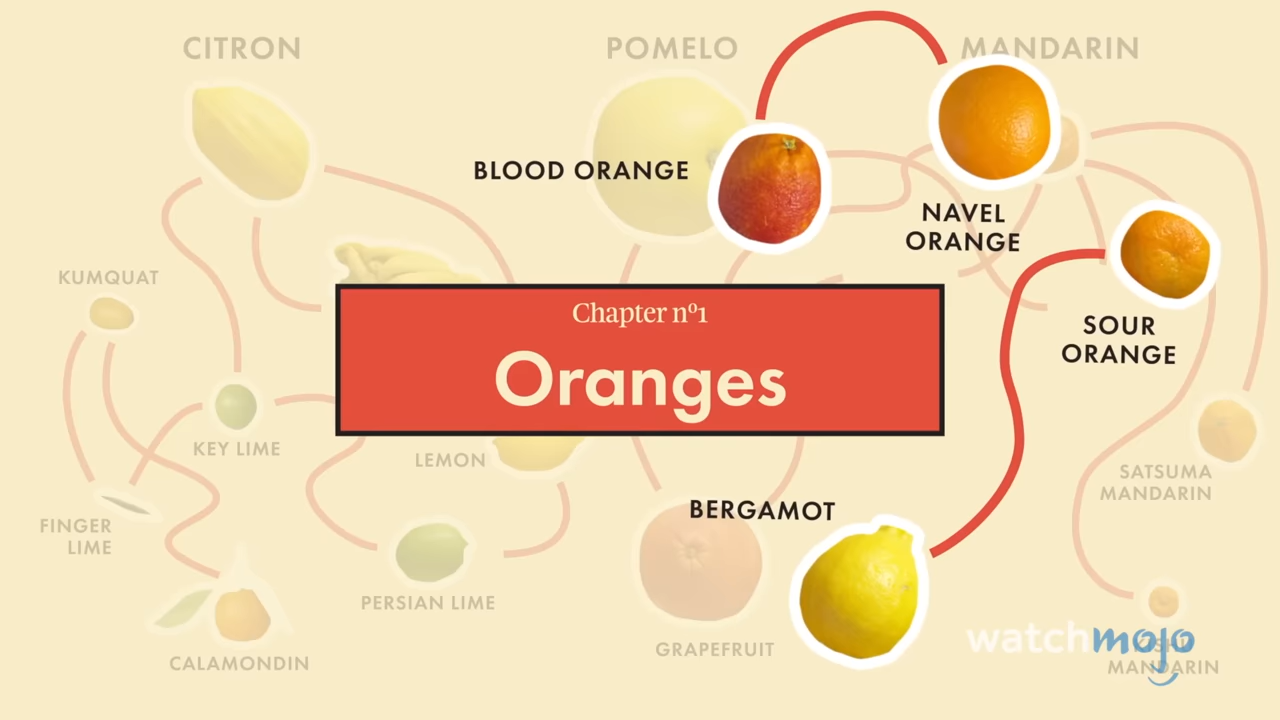 CITRON
POMELO
MANDARIN
BLOOD ORANGE
NAVEL
ORANGE
KUMQUAT
Chapter nº1
Oranges
SOUR
ORANGE
KEY LIME
LEMON
SATSUMA
MANDARIN
BERGAMOT
FINGER
LIME
PERSIAN LIME
GRAPEFRUIT
watchmojo
CALAMONDIN
MANDARIN